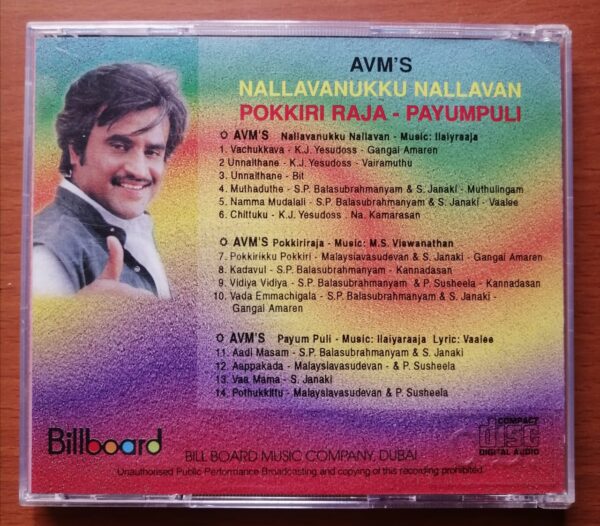 AVM'S
NALLAVANUKKU NALLAVAN
POKKIRI RAJA - PAYUMPULI
AVM'S Nallavanukku Nallavan - Music: Ilaiyraaja
1. Vachukkava - K.J. Yesudoss - Gangai Amaren
2 Unnaithane - K.J. Yesudoss - Vairamuthu
3. Unnaithane - Bit
4. Muthaduthe - S.P. Balasubrahmanyam & S. Janaki - Muthulingam
5. Namma Mudalali - S.P. Balasubrahmanyam & S. Janaki - Vaalee
6. Chittuku - K.J. Yesudoss . Na. Kamarasan
AVM'S Pokkiriraja - Music: M.S. Viswanathan
7. Pokkirikku Pokkiri - Malaysiavasudevan & S. Janaki - Gangai Amaren
8. Kadavul - S.P. Balasubrahmanyam - Kannadasan
9. Vidiya Vidiya - S.P. Balasubrahmanyam & P. Susheela - Kannadasan
10. Vada Emmachigala - S.P. Balasubrahmanyam & S. Janaki -
Gangai Amaren
AVM'S Payum Puli - Music: Ilaiyaraaja Lyric: Vaalee
11. Aadi Masam - S.P. Balasubrahmanyam & S. Janaki
12. Aappakada - Malaysiavasudevan - & P. Susheela
13. Vaa Mama - S. Janaki
14. Pothukkittu - Malaysiavasudevan & P. Susheela
Billboard
COMPACT
disc
DIGITAL AUDIO
BILL BOARD MUSIC COMPANY, DUBAI
Unauthorised Public Performance Broadcasting and copying of this recording prohibited.